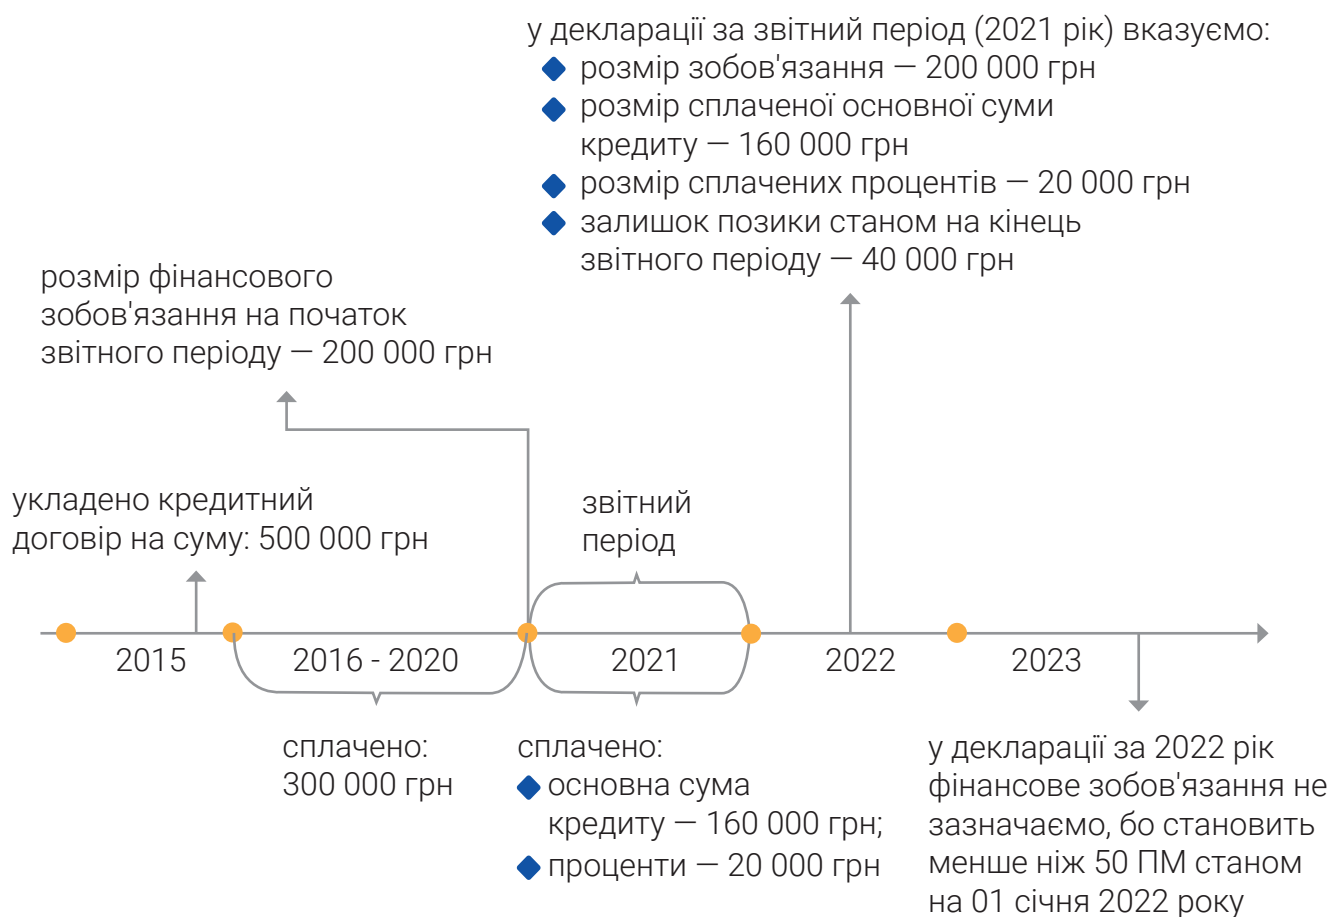 у декларації за звітний період (2021 рік) вказуємо:
розмір зобов'язання — 200 000 грн
розмір сплаченої основної суми
кредиту — 160 000 грн
розмір сплачених процентів — 20 000 грн
залишок позики станом на кінець
звітного періоду — 40 000 грн
розмір фінансового
зобов'язання на початок
звітного періоду — 200 000 грн
укладено кредитний
договір на суму: 500 000 грн
звітний
період
2015
2016 - 2020
2021
2022
2023
сплачено:
300 000 грн
сплачено:
основна сума
кредиту — 160 000 грн;
проценти — 20 000 грн
у декларації за 2022 рік
фінансове зобов'язання не
зазначаємо, бо становить
менше ніж 50 ПМ станом
на 01 січня 2022 року